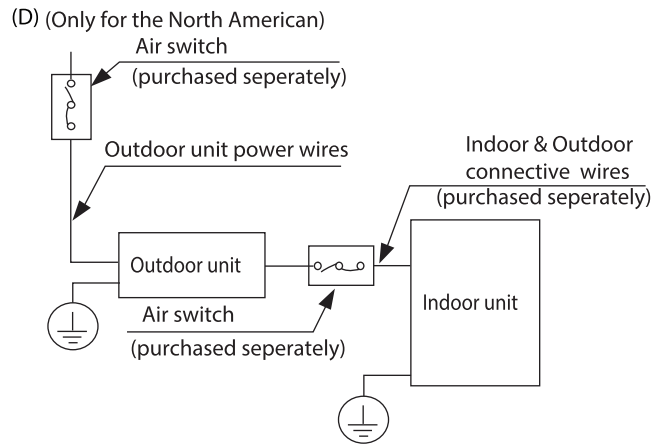 (D) (Only for the North American)
Air switch
(purchased seperately)
Outdoor unit power wires
Indoor & Outdoor
connective wires
(purchased seperately)
Outdoor unit
Indoor unit
Air switch
(purchased seperately)